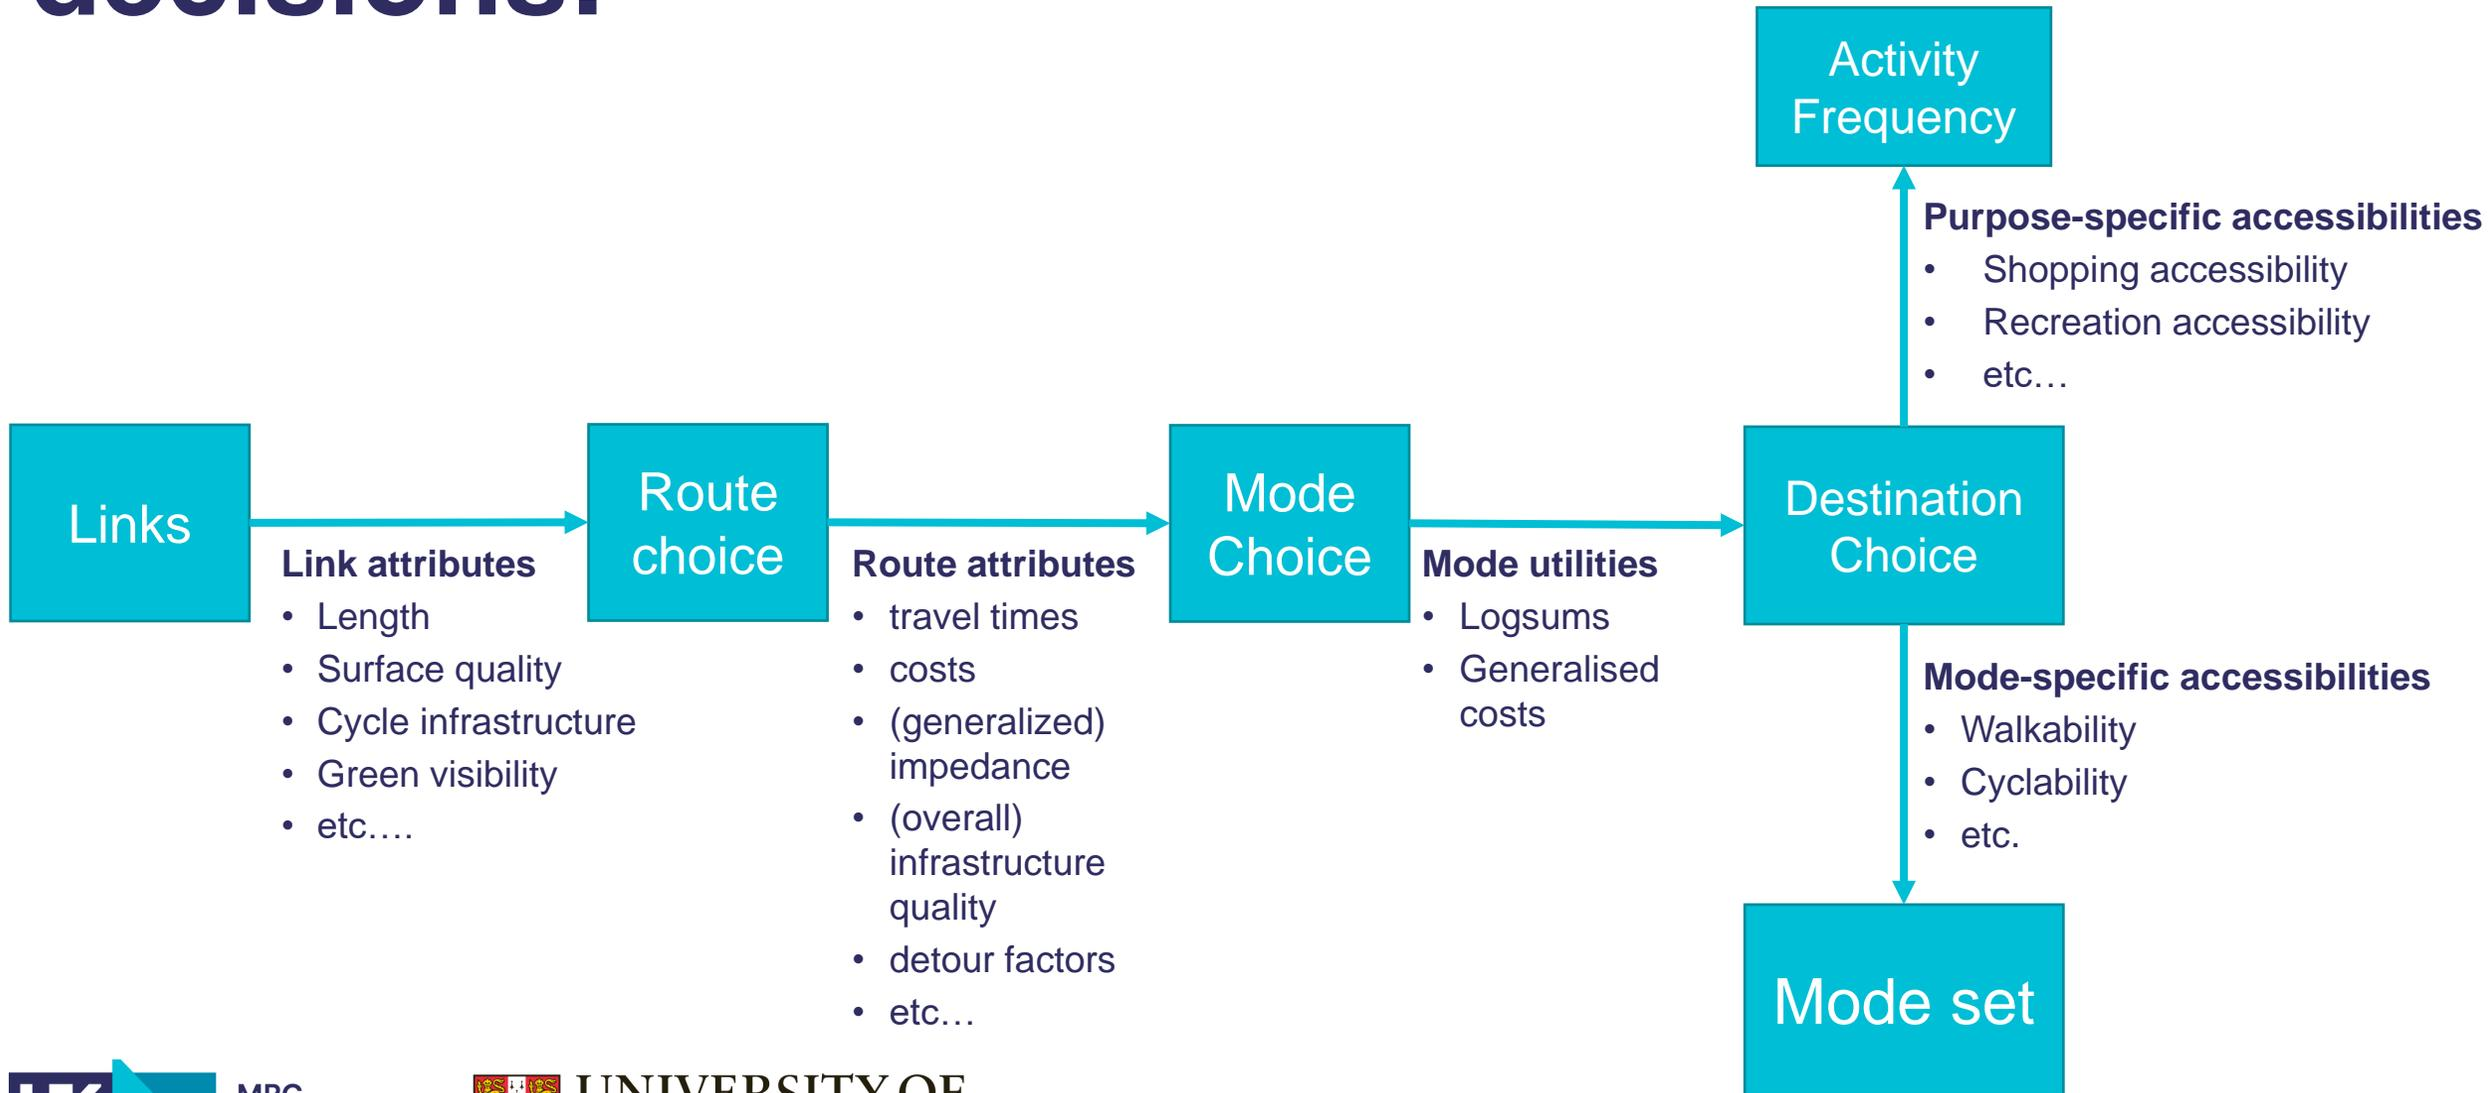 decisions.
Activity
Frequency
Purpose-specific accessibilities
• Shopping accessibility
• Recreation accessibility
• etc…
Links
Route
choice
Mode
Choice
Destination
Choice
Link attributes
• Length
• Surface quality
• Cycle infrastructure
• Green visibility
• etc….
Route attributes
• travel times
• costs
• (generalized)
impedance
• (overall)
infrastructure
quality
• detour factors
• etc…
Mode utilities
• Logsums
• Generalised
costs
Mode-specific accessibilities
• Walkability
• Cyclability
• etc.
Mode set
MRC
UNIVERSITY OF